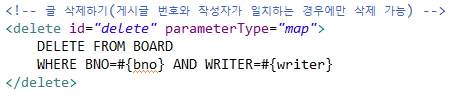 <!-- 글 삭제하기(게시글 번호와 작성자가 일치하는 경우에만 삭제 가능) -->
<delete id="delete" parameterType="map">
    DELETE FROM BOARD
    WHERE BNO=#{bno} AND WRITER=#{writer}
</delete>